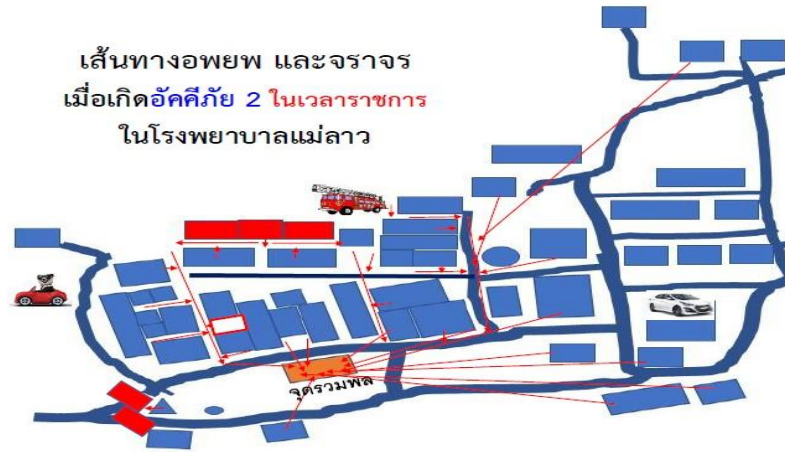 เส้นทางอพยพ และจราจร
เมื่อเกิดอัคคีภัย 2 ในเวลาราชการ
ในโรงพยาบาลแม่ลาว
จุดรวมพล